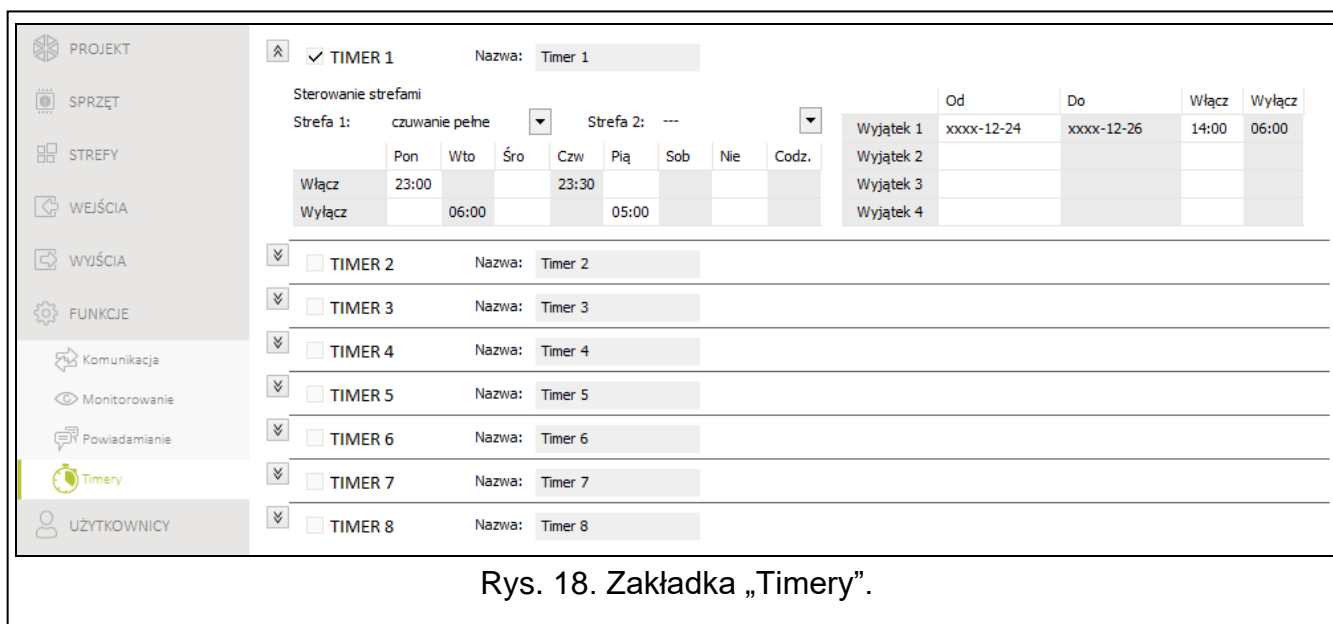 PROJEKT
SPRZĘT
STREFY
WEJŚCIA
WYJŚCIA
FUNKCJE
Komunikacja
Monitorowanie
Powiadamianie
Timery
UŻYTKOWNICY
TIMER 1 Nazwa: Timer 1
Sterowanie strefami
Strefa 1: czuwanie pełne Strefa 2: ---
Pon Wto Śro Czw Pią Sob Nie Codz.
Włącz 23:00 23:30
Wyłącz 06:00 05:00
Od Do Włącz Wyłącz
Wyjątek 1 xxxx-12-24 xxxx-12-26 14:00 06:00
Wyjątek 2
Wyjątek 3
Wyjątek 4
TIMER 2 Nazwa: Timer 2
TIMER 3 Nazwa: Timer 3
TIMER 4 Nazwa: Timer 4
TIMER 5 Nazwa: Timer 5
TIMER 6 Nazwa: Timer 6
TIMER 7 Nazwa: Timer 7
TIMER 8 Nazwa: Timer 8
Rys. 18. Zakładka „Timery”.